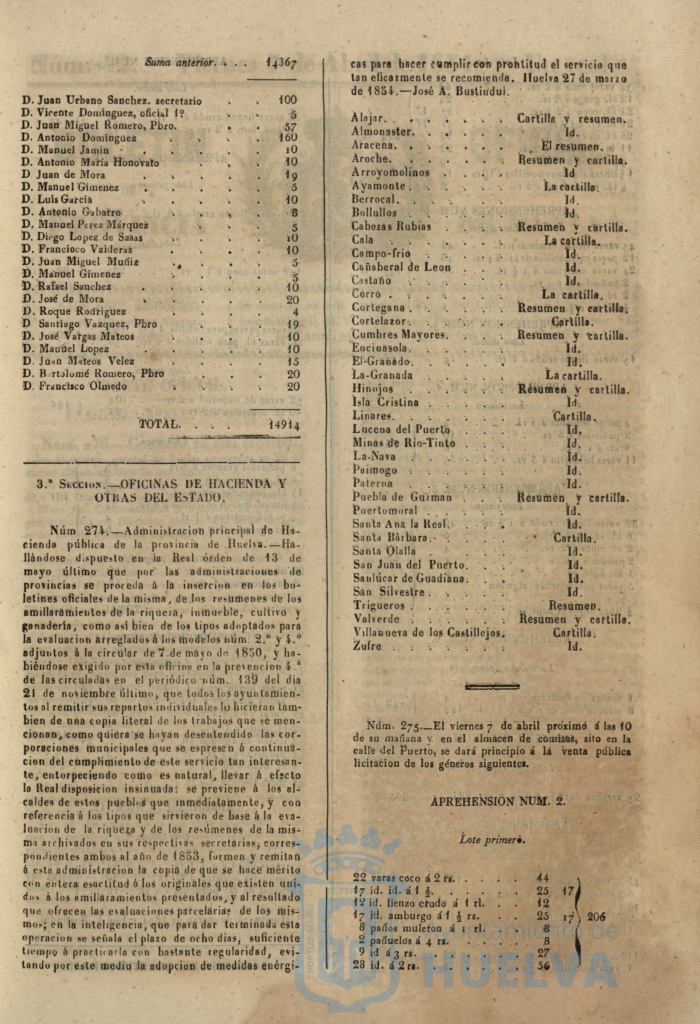 Suma anterior. . . . 14367
D. Juan Urbano Sanchez. secretario . . 100
D. Vicente Dominguez, oficial 1º . . 5
D. Juan Miguel Romero, Pbro. . . 57
D. Antonio Dominguez . . . . 160
D. Manuel Jamin . . . . . 10
D. Antonio María Honovato . . . 10
D Juan de Mora . . . . . 19
D. Manuel Gimenez . . . . . 5
D. Luis Garcia . . . . . 10
D. Antonio Gabarro . . . . 8
D. Manuel Perez Márquez . . . 5
D. Diego Lopez de Sasas . . . . 10
D. Francioco Valderas . . . . 10
D. Juan Miguel Muñiz . . . . 5
D. Manuel Gimenez . . . . 5
D. Rafael Sanchez . . . . . 10
D. José de Mora . . . . . 20
D. Roque Rodriguez . . . . 4
D Santiago Vazquez, Pbro . . . 19
D. José Vargas Mateos . . . . 10
D. Manuel Lopez . . . . . 10
D. Juan Mateos Velez . . . . 15
D. Bartolomé Romero, Pbro . . . 20
D. Francisco Olmedo . . . . 20
TOTAL. . . . 14914
3.ª Seccion.—OFICINAS DE HACIENDA Y
OTRAS DEL ESTADO.
Núm 274.—Administracion principal de Ha-
cienda pública de la provincia de Huelva.—Ha-
llándose dispuesto en la Real órden de 13 de
mayo último que por las administraciones de
provincias se proceda á la insercion en los bo-
letines oficiales de la misma, de los resúmenes de los
amillaramientos de la riqueza, inmueble, cultivo y
ganadería, como asi bien de los tipos adoptados para
la evaluacion arreglados á los modelos núm. 2.º y 4.º
adjuntos á la circular de 7 de mayo de 1850, y ha-
biéndose exigido por esta oficina en la prevencion 4.ª
de las circuladas en el periódico núm. 139 del dia
21 de noviembre último, que todos los ayuntamien-
tos al remitir sus repartos individuales lo hicieran tam-
bien de una copia literal de los trabajos que se men-
cionan, como quiera se hayan desentendido las cor-
poraciones municipales que se espresen á continua-
cion del cumplimiento de este servicio tan interesan-
te, entorpeciendo como es natural, llevar á efecto
la Real disposicion insinuada: se previene á los al-
caldes de estos pueblos que inmediatamente, y con
referencia á los tipos que sirvieron de base á la eva-
luacion de la riqueza y de los resúmenes de la mis-
ma archivados en sus respectivas secretarías, corres-
pondientes ambos al año de 1853, formen y remitan
á esta administracion la copia de que se hace mérito
con entera esactitud á los originales que existen uni-
dos á los amillaramientos presentados, y al resultado
que ofrecen las evaluaciones parcelarias de los mis-
mos; en la inteligencia, que para dar terminada esta
operacion se señala el plazo de ocho dias, suficiente
tiempo á practicarla con bastante regularidad, evi-
tando por este medio la adopcion de medidas enérgi-
cas para hacer cumplir con prontitud el servicio que
tan eficazmente se recomienda. Huelva 27 de marzo
de 1854.—José A. Bustindui.
Alajar. . . . . . . Cartilla y resumen.
Almonaster. . . . . . Id.
Aracena. . . . . . El resumen.
Aroche. . . . . . Resumen y cartilla.
Arroyomolinos . . . . Id
Ayamonte . . . . . La cartilla.
Berrocal. . . . . . Id.
Bollullos . . . . . Id.
Cabezas Rubias . . . . Resumen y cartilla.
Cala . . . . . . La cartilla.
Campo-frio . . . . . Id.
Cañaberal de Leon . . . Id.
Castaño . . . . . Id.
Cerro . . . . . . La cartilla.
Cortegana . . . . . Resumen y cartilla.
Cortelazor. . . . . Cartilla.
Cumbres Mayores. . . . Resumen y cartilla.
Encinasola. . . . . Id.
El-Granado. . . . . Id.
La-Granada . . . . La cartilla.
Hinojos . . . . . Resumen y cartilla.
Isla Cristina . . . . Id.
Linares. . . . . . Cartilla.
Lucena del Puerto . . . Id.
Minas de Rio-Tinto . . . Id.
La-Nava . . . . . Id.
Paimogo . . . . . Id.
Paterna . . . . . Id.
Puebla de Guzman . . . Resumen y cartilla.
Puertomoral . . . . Id.
Santa Ana la Real. . . . Id.
Santa Bárbara. . . . . Cartilla.
Santa Olalla . . . . Id.
San Juan del Puerto. . . Id.
Sanlúcar de Guadiana. . . Id.
San Silvestre . . . . Id.
Trigueros . . . . . Resumen.
Valverde . . . . . Resumen y cartilla.
Villanueva de los Castillejos. Cartilla.
Zufre . . . . . . Id.
Núm. 275.—El viernes 7 de abril próximo á las 10
de su mañana y en el almacen de comisos, sito en la
calle del Puerto, se dará principio á la venta pública
licitacion de los géneros siguientes.
APREHENSION NUM. 2.
Lote primero.
22 varas coco á 2 rs. . . . . 44
17 id. id. á 1 ½. . . . . 25 17
12 id. lienzo crudo á 1 rl. . . 12
17 id. amburgo á 1 ½ rs. . . 25 17 206
8 paños muleton á 1 rl. . . 8
2 pañuelos á 4 rs. . . . . 8
9 id á 3 rs. . . . . . 27
28 id. á 2 rs. . . . . . 56
HUELVA